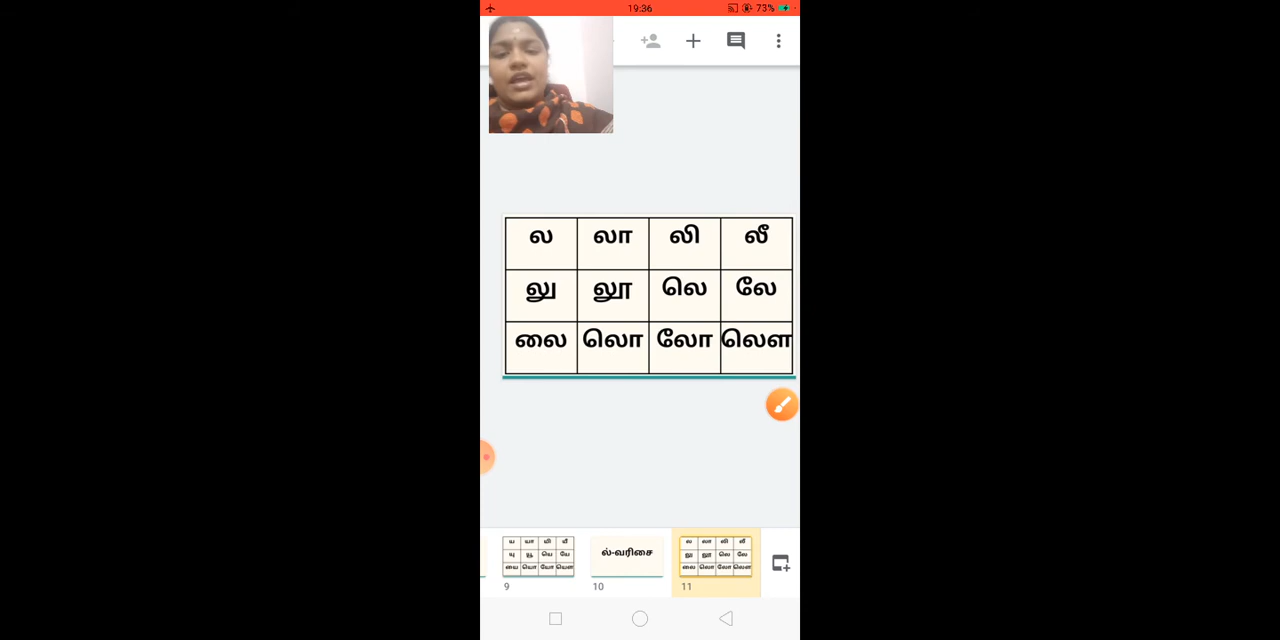 19:36 73%
ல லா லி லீ
லு லூ லெ லே
லை லொ லோ லௌ
ய யா யி யீ
யு யூ யெ யே
யை யொ யோ யௌ
9
ல்-வரிசை
10
ல லா லி லீ
லு லூ லெ லே
லை லொ லோ லௌ
11